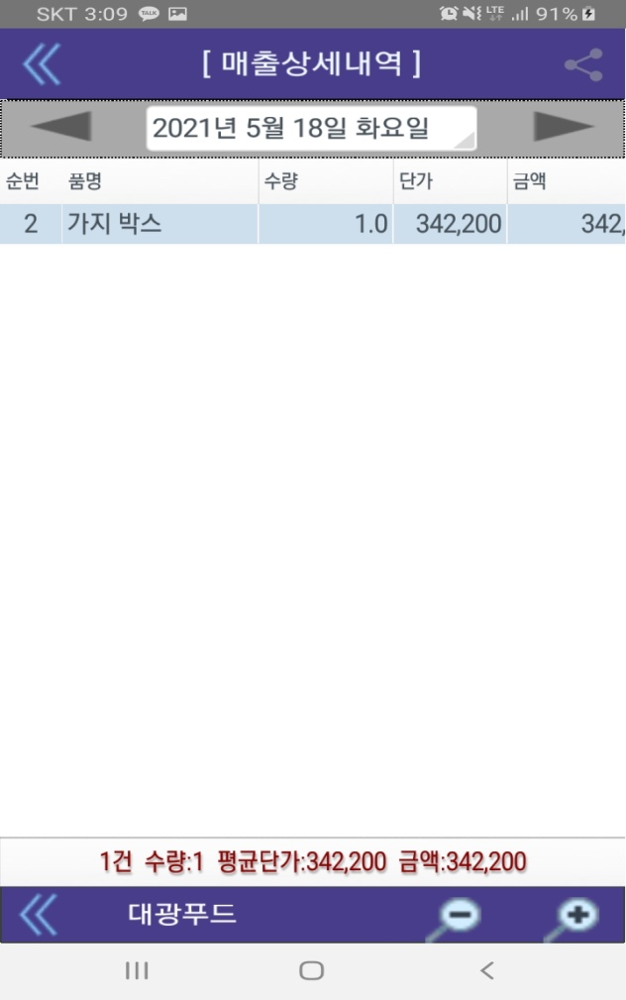 SKT 3:09 TALK LTE 91%
[ 매출상세내역 ]
2021년 5월 18일 화요일
순번 품명 수량 단가 금액
2 가지 박스 1.0 342,200 342,
1건 수량:1 평균단가:342,200 금액:342,200
대광푸드